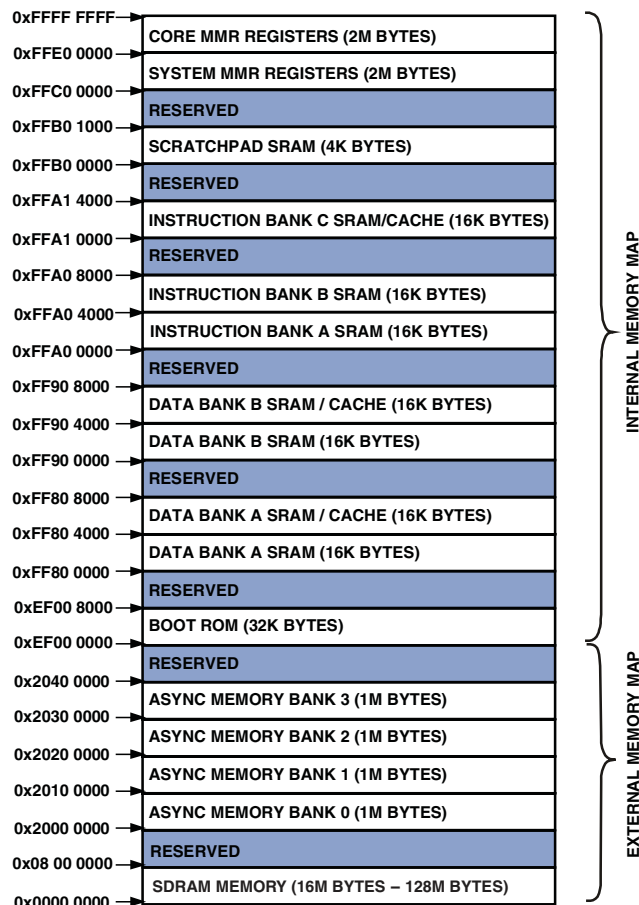 0xFFFF FFFF
CORE MMR REGISTERS (2M BYTES)
0xFFE0 0000
SYSTEM MMR REGISTERS (2M BYTES)
0xFFC0 0000
RESERVED
0xFFB0 1000
SCRATCHPAD SRAM (4K BYTES)
0xFFB0 0000
RESERVED
0xFFA1 4000
INSTRUCTION BANK C SRAM/CACHE (16K BYTES)
0xFFA1 0000
RESERVED
0xFFA0 8000
INSTRUCTION BANK B SRAM (16K BYTES)
0xFFA0 4000
INSTRUCTION BANK A SRAM (16K BYTES)
0xFFA0 0000
RESERVED
0xFF90 8000
DATA BANK B SRAM / CACHE (16K BYTES)
0xFF90 4000
DATA BANK B SRAM (16K BYTES)
0xFF90 0000
RESERVED
0xFF80 8000
DATA BANK A SRAM / CACHE (16K BYTES)
0xFF80 4000
DATA BANK A SRAM (16K BYTES)
0xFF80 0000
RESERVED
0xEF00 8000
BOOT ROM (32K BYTES)
0xEF00 0000
RESERVED
0x2040 0000
ASYNC MEMORY BANK 3 (1M BYTES)
0x2030 0000
ASYNC MEMORY BANK 2 (1M BYTES)
0x2020 0000
ASYNC MEMORY BANK 1 (1M BYTES)
0x2010 0000
ASYNC MEMORY BANK 0 (1M BYTES)
0x2000 0000
RESERVED
0x08 00 0000
SDRAM MEMORY (16M BYTES – 128M BYTES)
0x0000 0000
INTERNAL MEMORY MAP
EXTERNAL MEMORY MAP